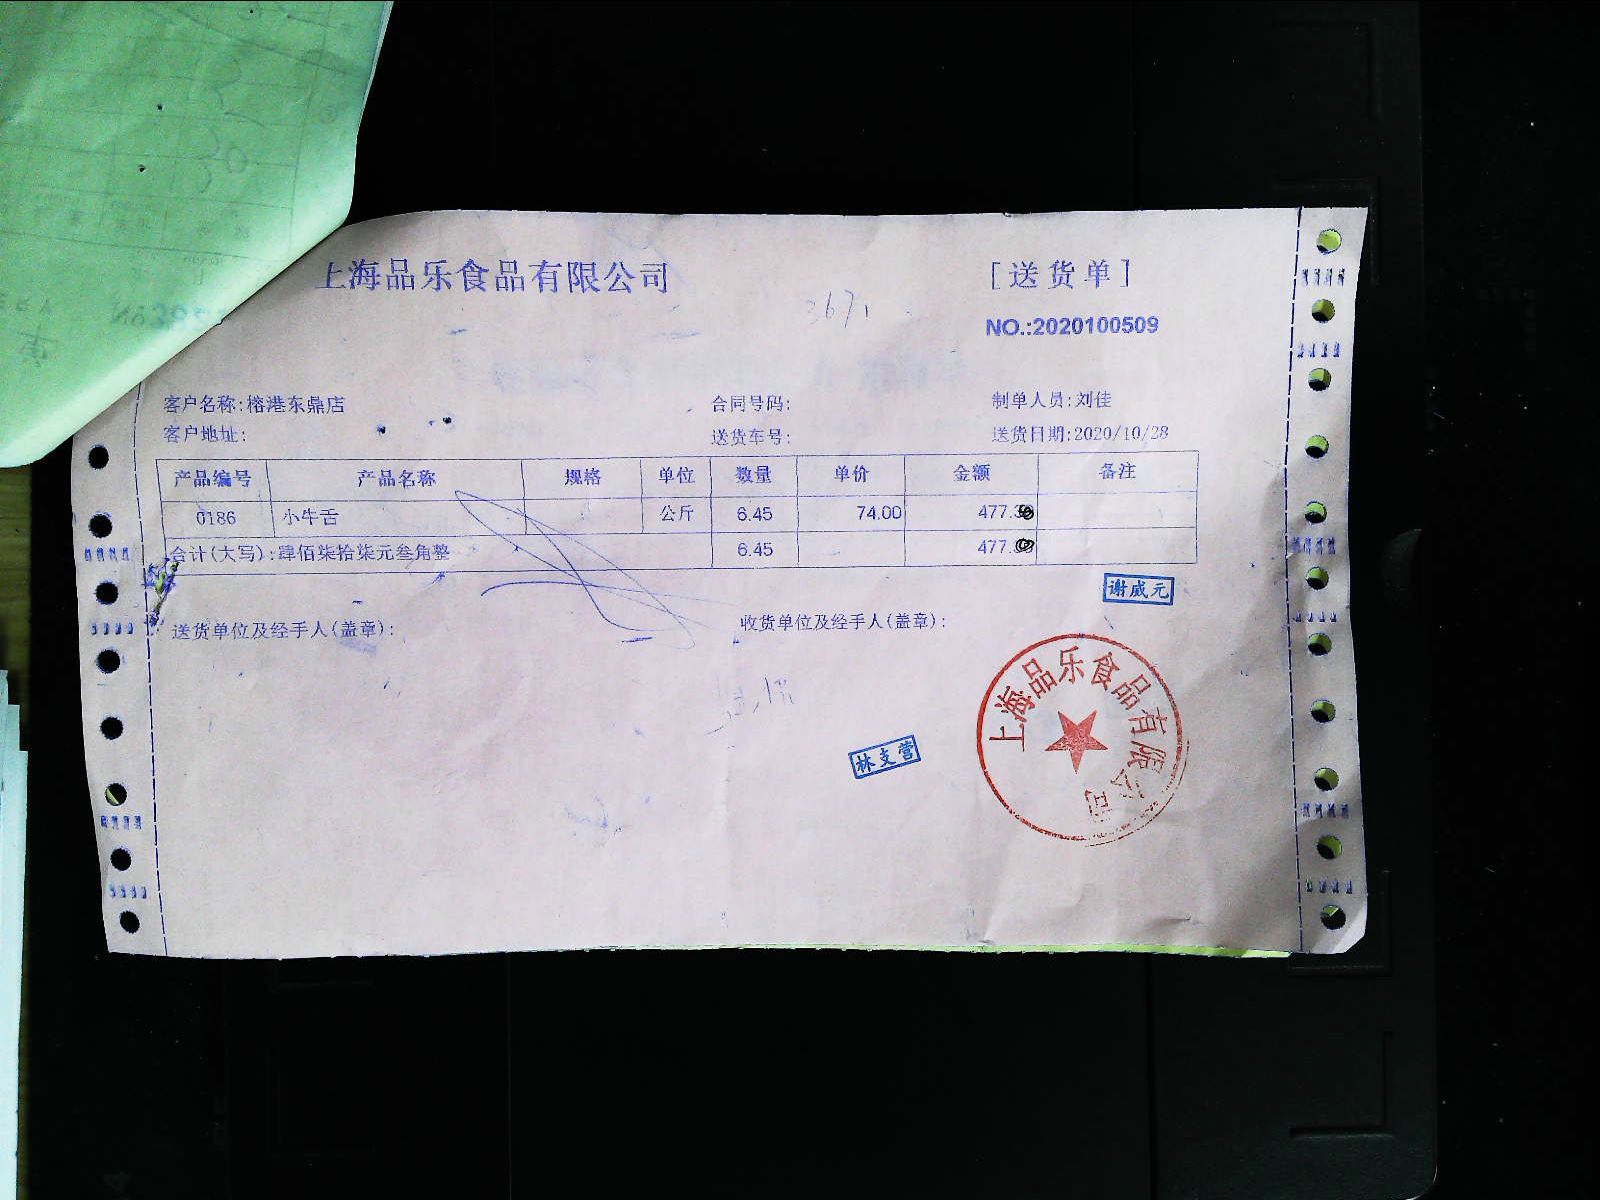 上海品乐食品有限公司
[送货单]
3671
NO.:2020100509
客户名称:榕港东鼎店 合同号码: 制单人员:刘佳
客户地址: 送货车号: 送货日期:2020/10/28
产品编号 产品名称 规格 单位 数量 单价 金额 备注
0186 小牛舌 公斤 6.45 74.00 477.
合计(大写):肆佰柒拾柒元叁角整 6.45 477.
谢威元
送货单位及经手人(盖章): 收货单位及经手人(盖章):
林支营
上海品乐食品有限公司